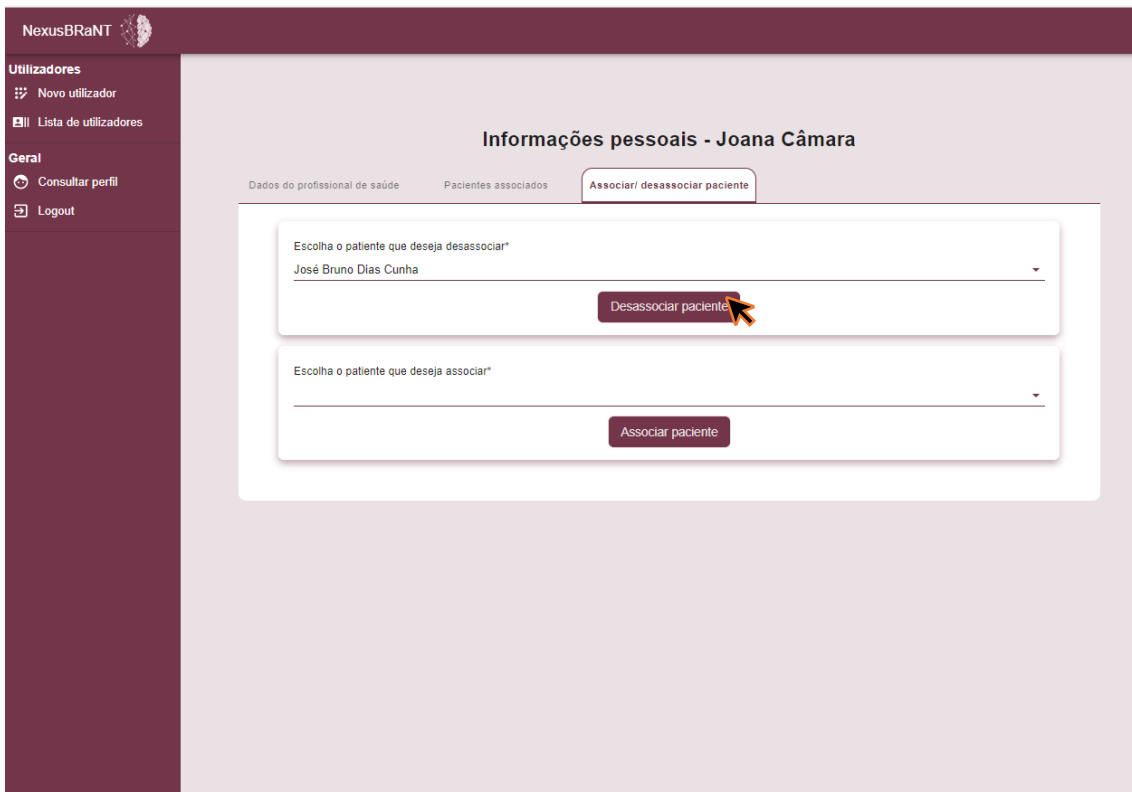 NexusBRaNT
Utilizadores
Novo utilizador
Lista de utilizadores
Geral
Consultar perfil
Logout
Informações pessoais - Joana Câmara
Dados do profissional de saúde Pacientes associados Associar/ desassociar paciente
Escolha o patiente que deseja desassociar*
José Bruno Dias Cunha
Desassociar paciente
Escolha o patiente que deseja associar*
Associar paciente